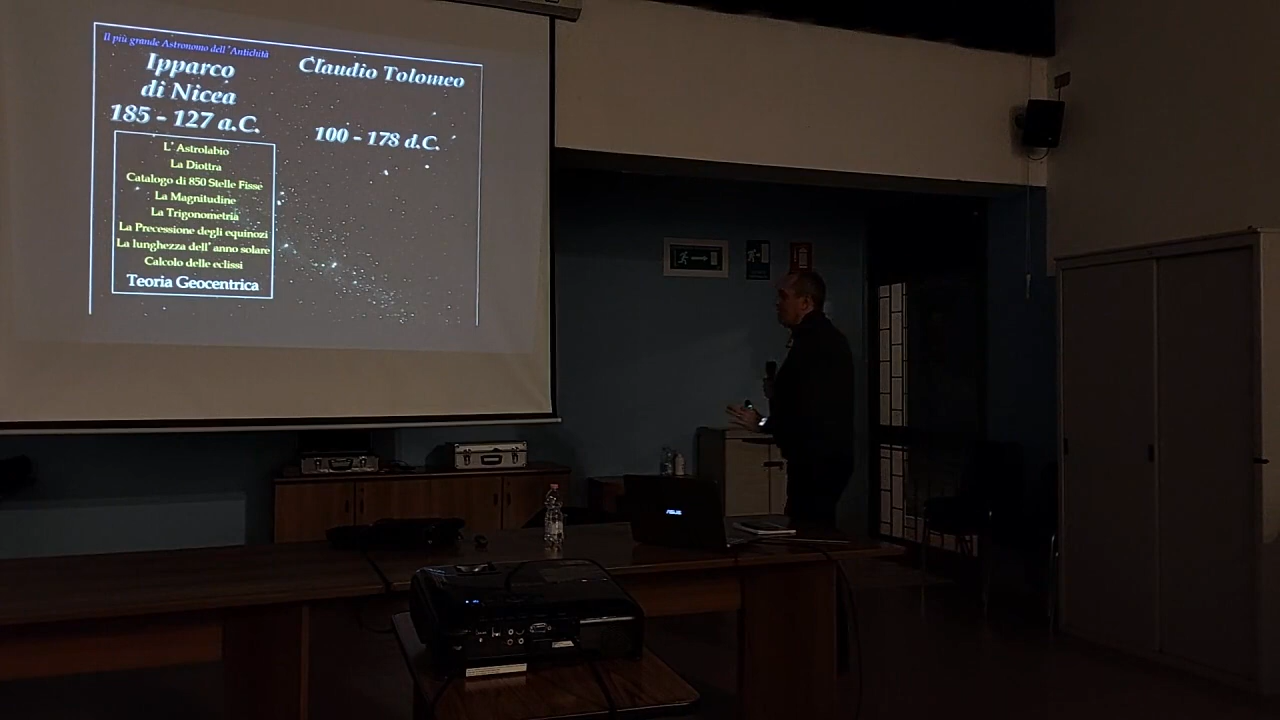 Il più grande Astronomo dell'Antichità
Ipparco
di Nicea
185 - 127 a.C.
L'Astrolabio
La Diottra
Catalogo di 850 Stelle Fisse
La Magnitudine
La Trigonometria
La Precessione degli equinozi
La lunghezza dell'anno solare
Calcolo delle eclissi
Teoria Geocentrica
Claudio Tolomeo
100 - 178 d.C.
ASUS